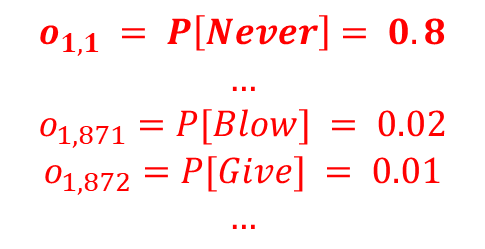 o₁,₁ = P[Never] = 0.8
...
o₁,₈₇₁ = P[Blow] = 0.02
o₁,₈₇₂ = P[Give] = 0.01
...